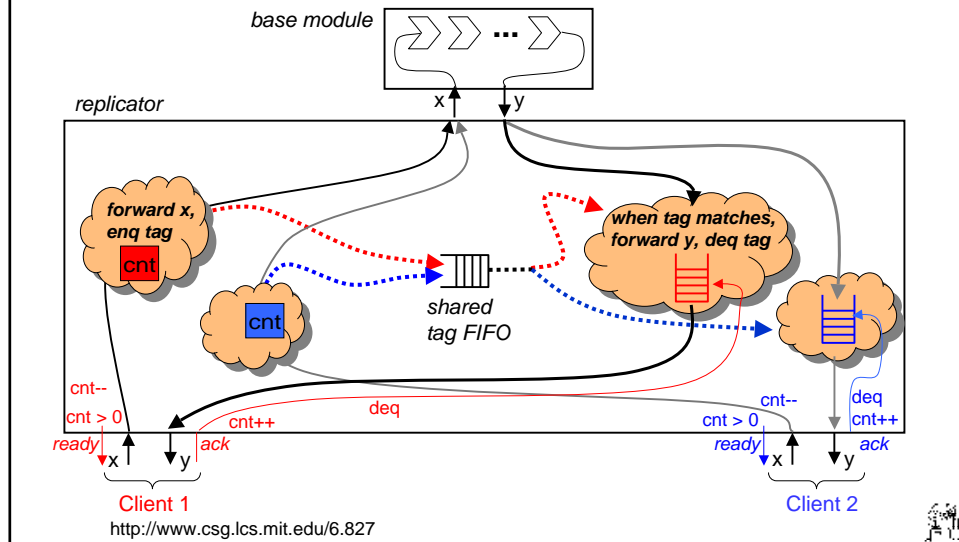 base module
...
x
y
replicator
forward x,
enq tag
cnt
when tag matches,
forward y, deq tag
cnt
shared
tag FIFO
cnt--
cnt > 0
ready
x
y
cnt++
ack
deq
cnt--
cnt > 0
ready
x
y
deq
cnt++
ack
Client 1
Client 2
http://www.csg.lcs.mit.edu/6.827